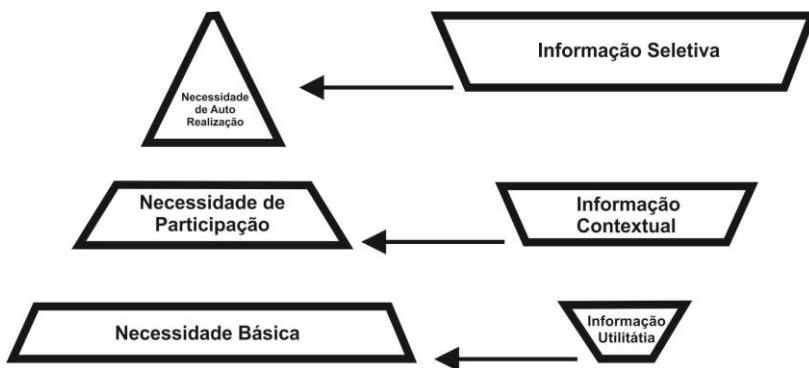 Necessidade
de Auto
Realização
Informação Seletiva
Necessidade de
Participação
Informação
Contextual
Necessidade Básica
Informação
Utilitátia